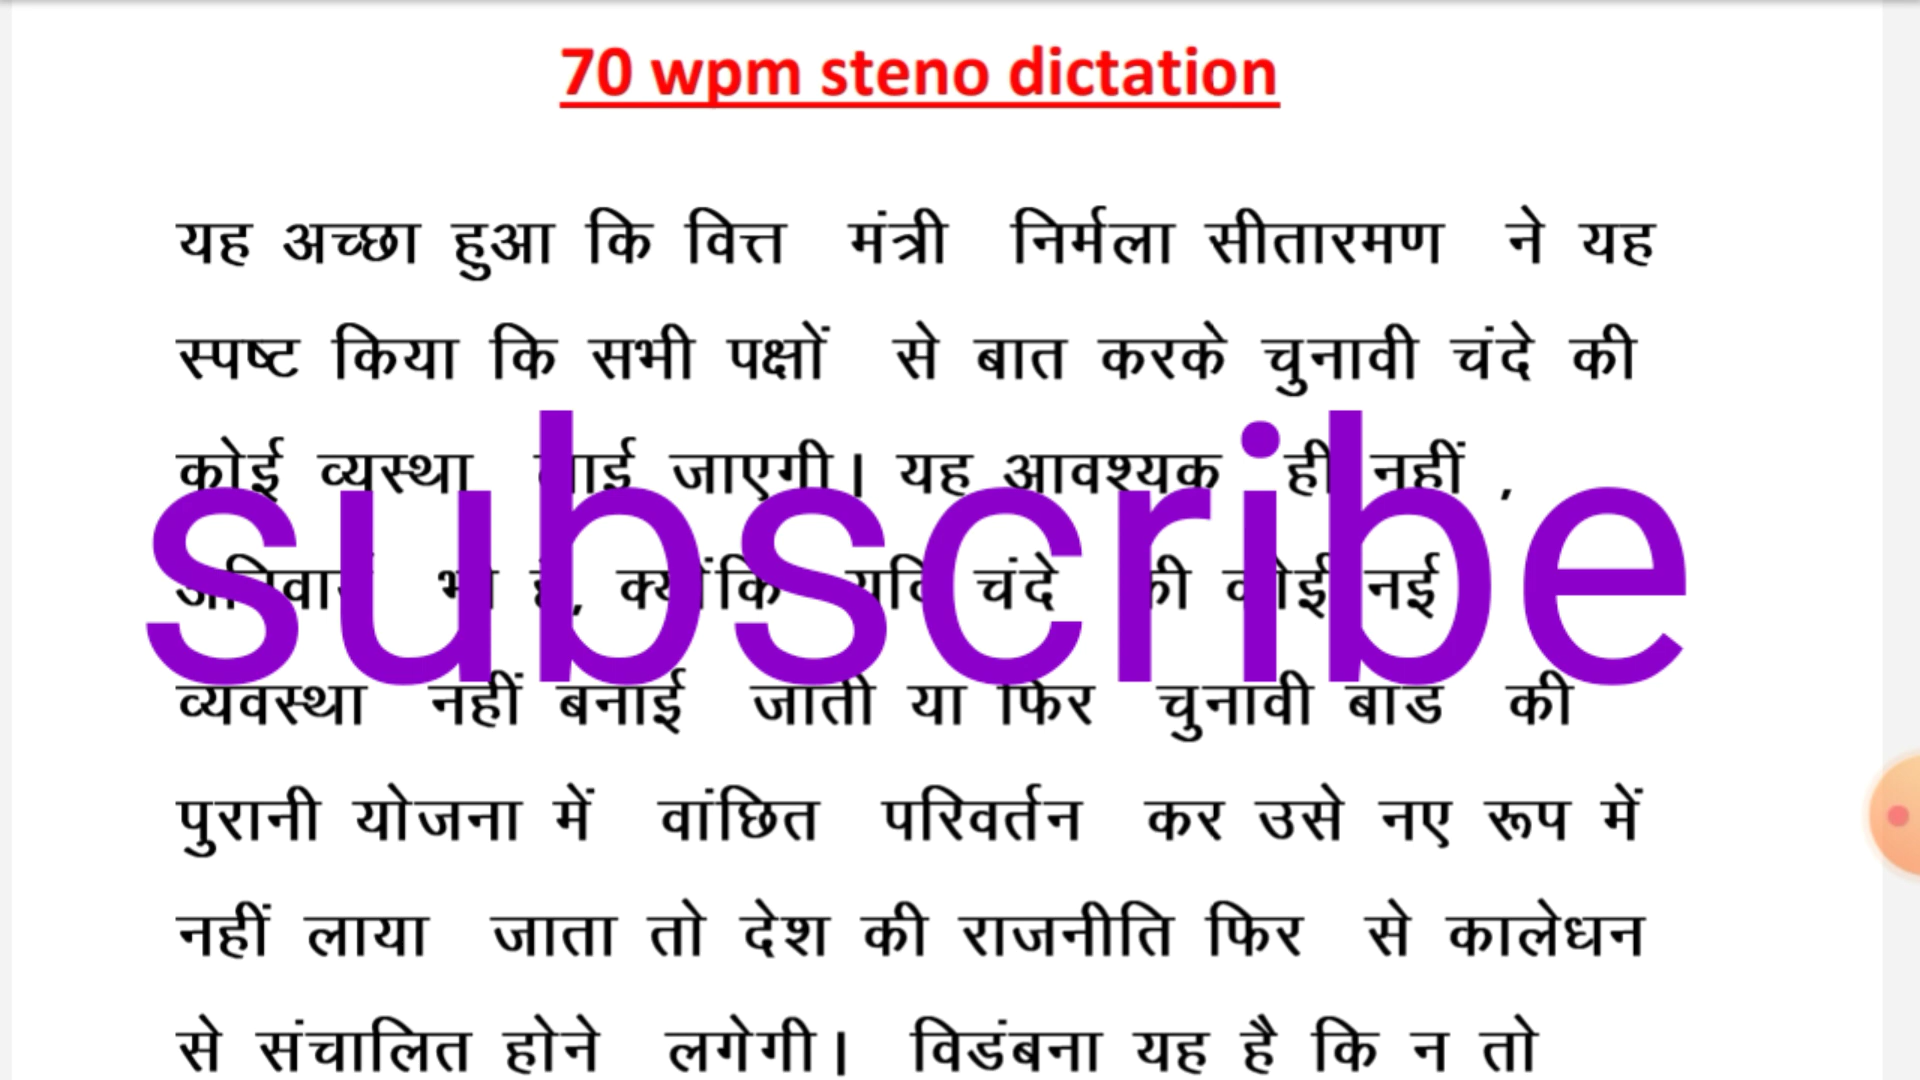 70 wpm steno dictation
यह अच्छा हुआ कि वित्त मंत्री निर्मला सीतारमण ने यह
स्पष्ट किया कि सभी पक्षों से बात करके चुनावी चंदे की
कोई व्यस्था जाएगी। यह आवश्यक ही नहीं ,
subscribe
क्योंकि चंदे की कोई नई
व्यवस्था नहीं बनाई जाती या फिर चुनावी बांड की
पुरानी योजना में वांछित परिवर्तन कर उसे नए रूप में
नहीं लाया जाता तो देश की राजनीति फिर से कालेधन
से संचालित होने लगेगी। विडंबना यह है कि न तो